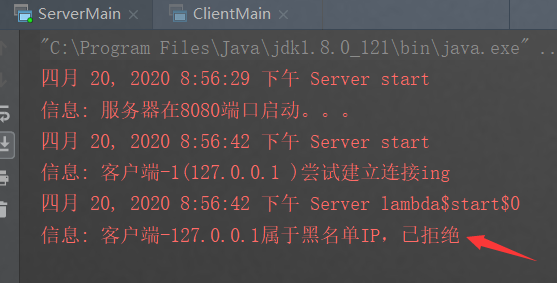 ServerMain ClientMain
"C:\Program Files\Java\jdk1.8.0_121\bin\java.exe" ..
四月 20, 2020 8:56:29 下午 Server start
信息: 服务器在8080端口启动。。。
四月 20, 2020 8:56:42 下午 Server start
信息: 客户端-1(127.0.0.1 )尝试建立连接ing
四月 20, 2020 8:56:42 下午 Server lambda$start$0
信息: 客户端-127.0.0.1属于黑名单IP，已拒绝